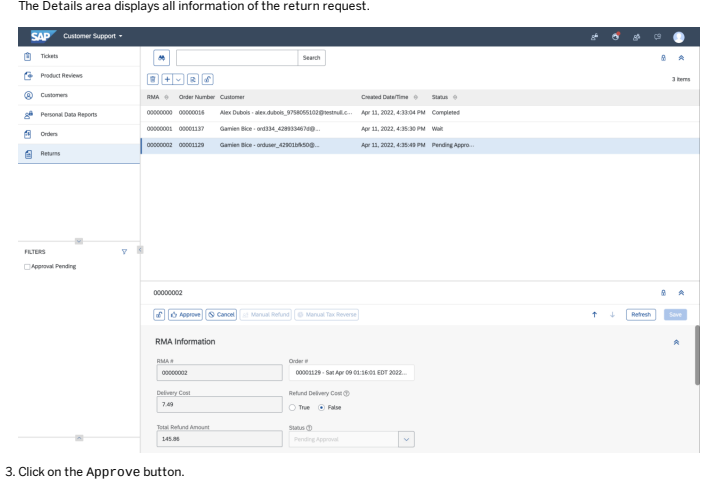 The Details area displays all information of the return request.
SAP Customer Support
Tickets
Product Reviews
Customers
Personal Data Reports
Orders
Returns
FILTERS
Approval Pending
Search
3 items
RMA Order Number Customer Created Date/Time Status
00000000 00000016 Alex Dubois - alex.dubois_9758055102@testnull.c... Apr 11, 2022, 4:33:04 PM Completed
00000001 00001137 Gamien Bice - ord334_428933467d@... Apr 11, 2022, 4:35:30 PM Wait
00000002 00001129 Gamien Bice - orduser_42901bfk50@... Apr 11, 2022, 4:35:49 PM Pending Appro...
00000002
Approve Cancel Manual Refund Manual Tax Reverse Refresh Save
RMA Information
RMA # Order #
00000002 00001129 - Sat Apr 09 01:16:01 EDT 2022...
Delivery Cost Refund Delivery Cost
7.49 True False
Total Refund Amount Status
145.86 Pending Approval
3. Click on the Approve button.